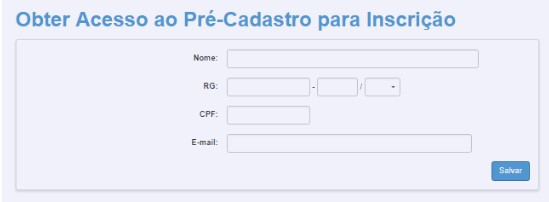 Obter Acesso ao Pré-Cadastro para Inscrição
Nome:
RG: - /
CPF:
E-mail:
Salvar